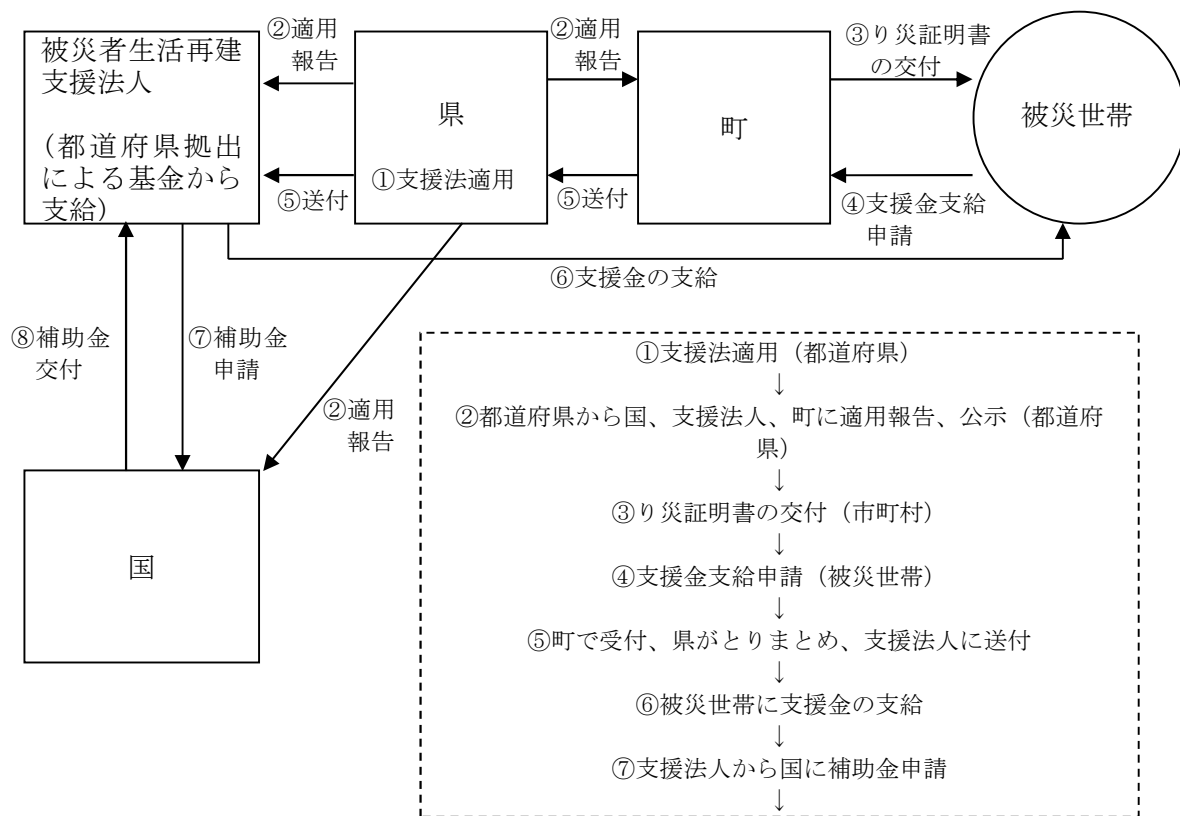 被災者生活再建
支援法人
（都道府県拠出
による基金から
支給）
②適用
報告
⑤送付
県
①支援法適用
②適用
報告
⑤送付
町
③り災証明書
の交付
④支援金支給
申請
被災世帯
⑥支援金の支給
⑧補助金
交付
⑦補助金
申請
②適用
報告
国
①支援法適用（都道府県）
↓
②都道府県から国、支援法人、町に適用報告、公示（都道府
県）
↓
③り災証明書の交付（市町村）
↓
④支援金支給申請（被災世帯）
↓
⑤町で受付、県がとりまとめ、支援法人に送付
↓
⑥被災世帯に支援金の支給
↓
⑦支援法人から国に補助金申請
↓